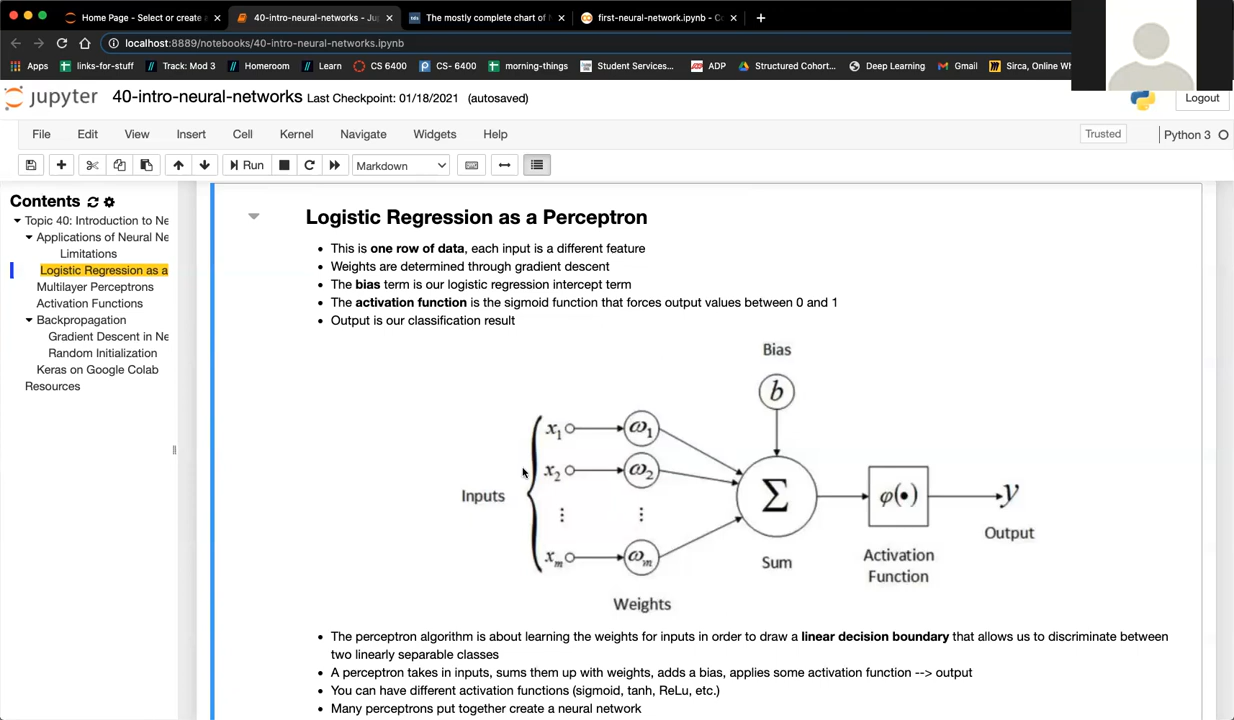 Home Page - Select or create a
40-intro-neural-networks - Jup
The mostly complete chart of N
first-neural-network.ipynb - Co
localhost:8889/notebooks/40-intro-neural-networks.ipynb
Apps links-for-stuff Track: Mod 3 Homeroom Learn CS 6400 CS- 6400 morning-things Student Services... ADP Structured Cohort... Deep Learning Gmail Sirca, Online Wh
jupyter 40-intro-neural-networks Last Checkpoint: 01/18/2021 (autosaved) Logout
File Edit View Insert Cell Kernel Navigate Widgets Help Trusted Python 3
Run Markdown
Contents
Topic 40: Introduction to Ne
Applications of Neural Ne
Limitations
Logistic Regression as a
Multilayer Perceptrons
Activation Functions
Backpropagation
Gradient Descent in Ne
Random Initialization
Keras on Google Colab
Resources
Logistic Regression as a Perceptron
• This is one row of data, each input is a different feature
• Weights are determined through gradient descent
• The bias term is our logistic regression intercept term
• The activation function is the sigmoid function that forces output values between 0 and 1
• Output is our classification result
Bias
b
x₁ ω₁
x₂ ω₂
Inputs Σ φ(•) y
⋮ ⋮
Output
xₘ ωₘ
Sum Activation
Function
Weights
• The perceptron algorithm is about learning the weights for inputs in order to draw a linear decision boundary that allows us to discriminate between
two linearly separable classes
• A perceptron takes in inputs, sums them up with weights, adds a bias, applies some activation function --> output
• You can have different activation functions (sigmoid, tanh, ReLu, etc.)
• Many perceptrons put together create a neural network